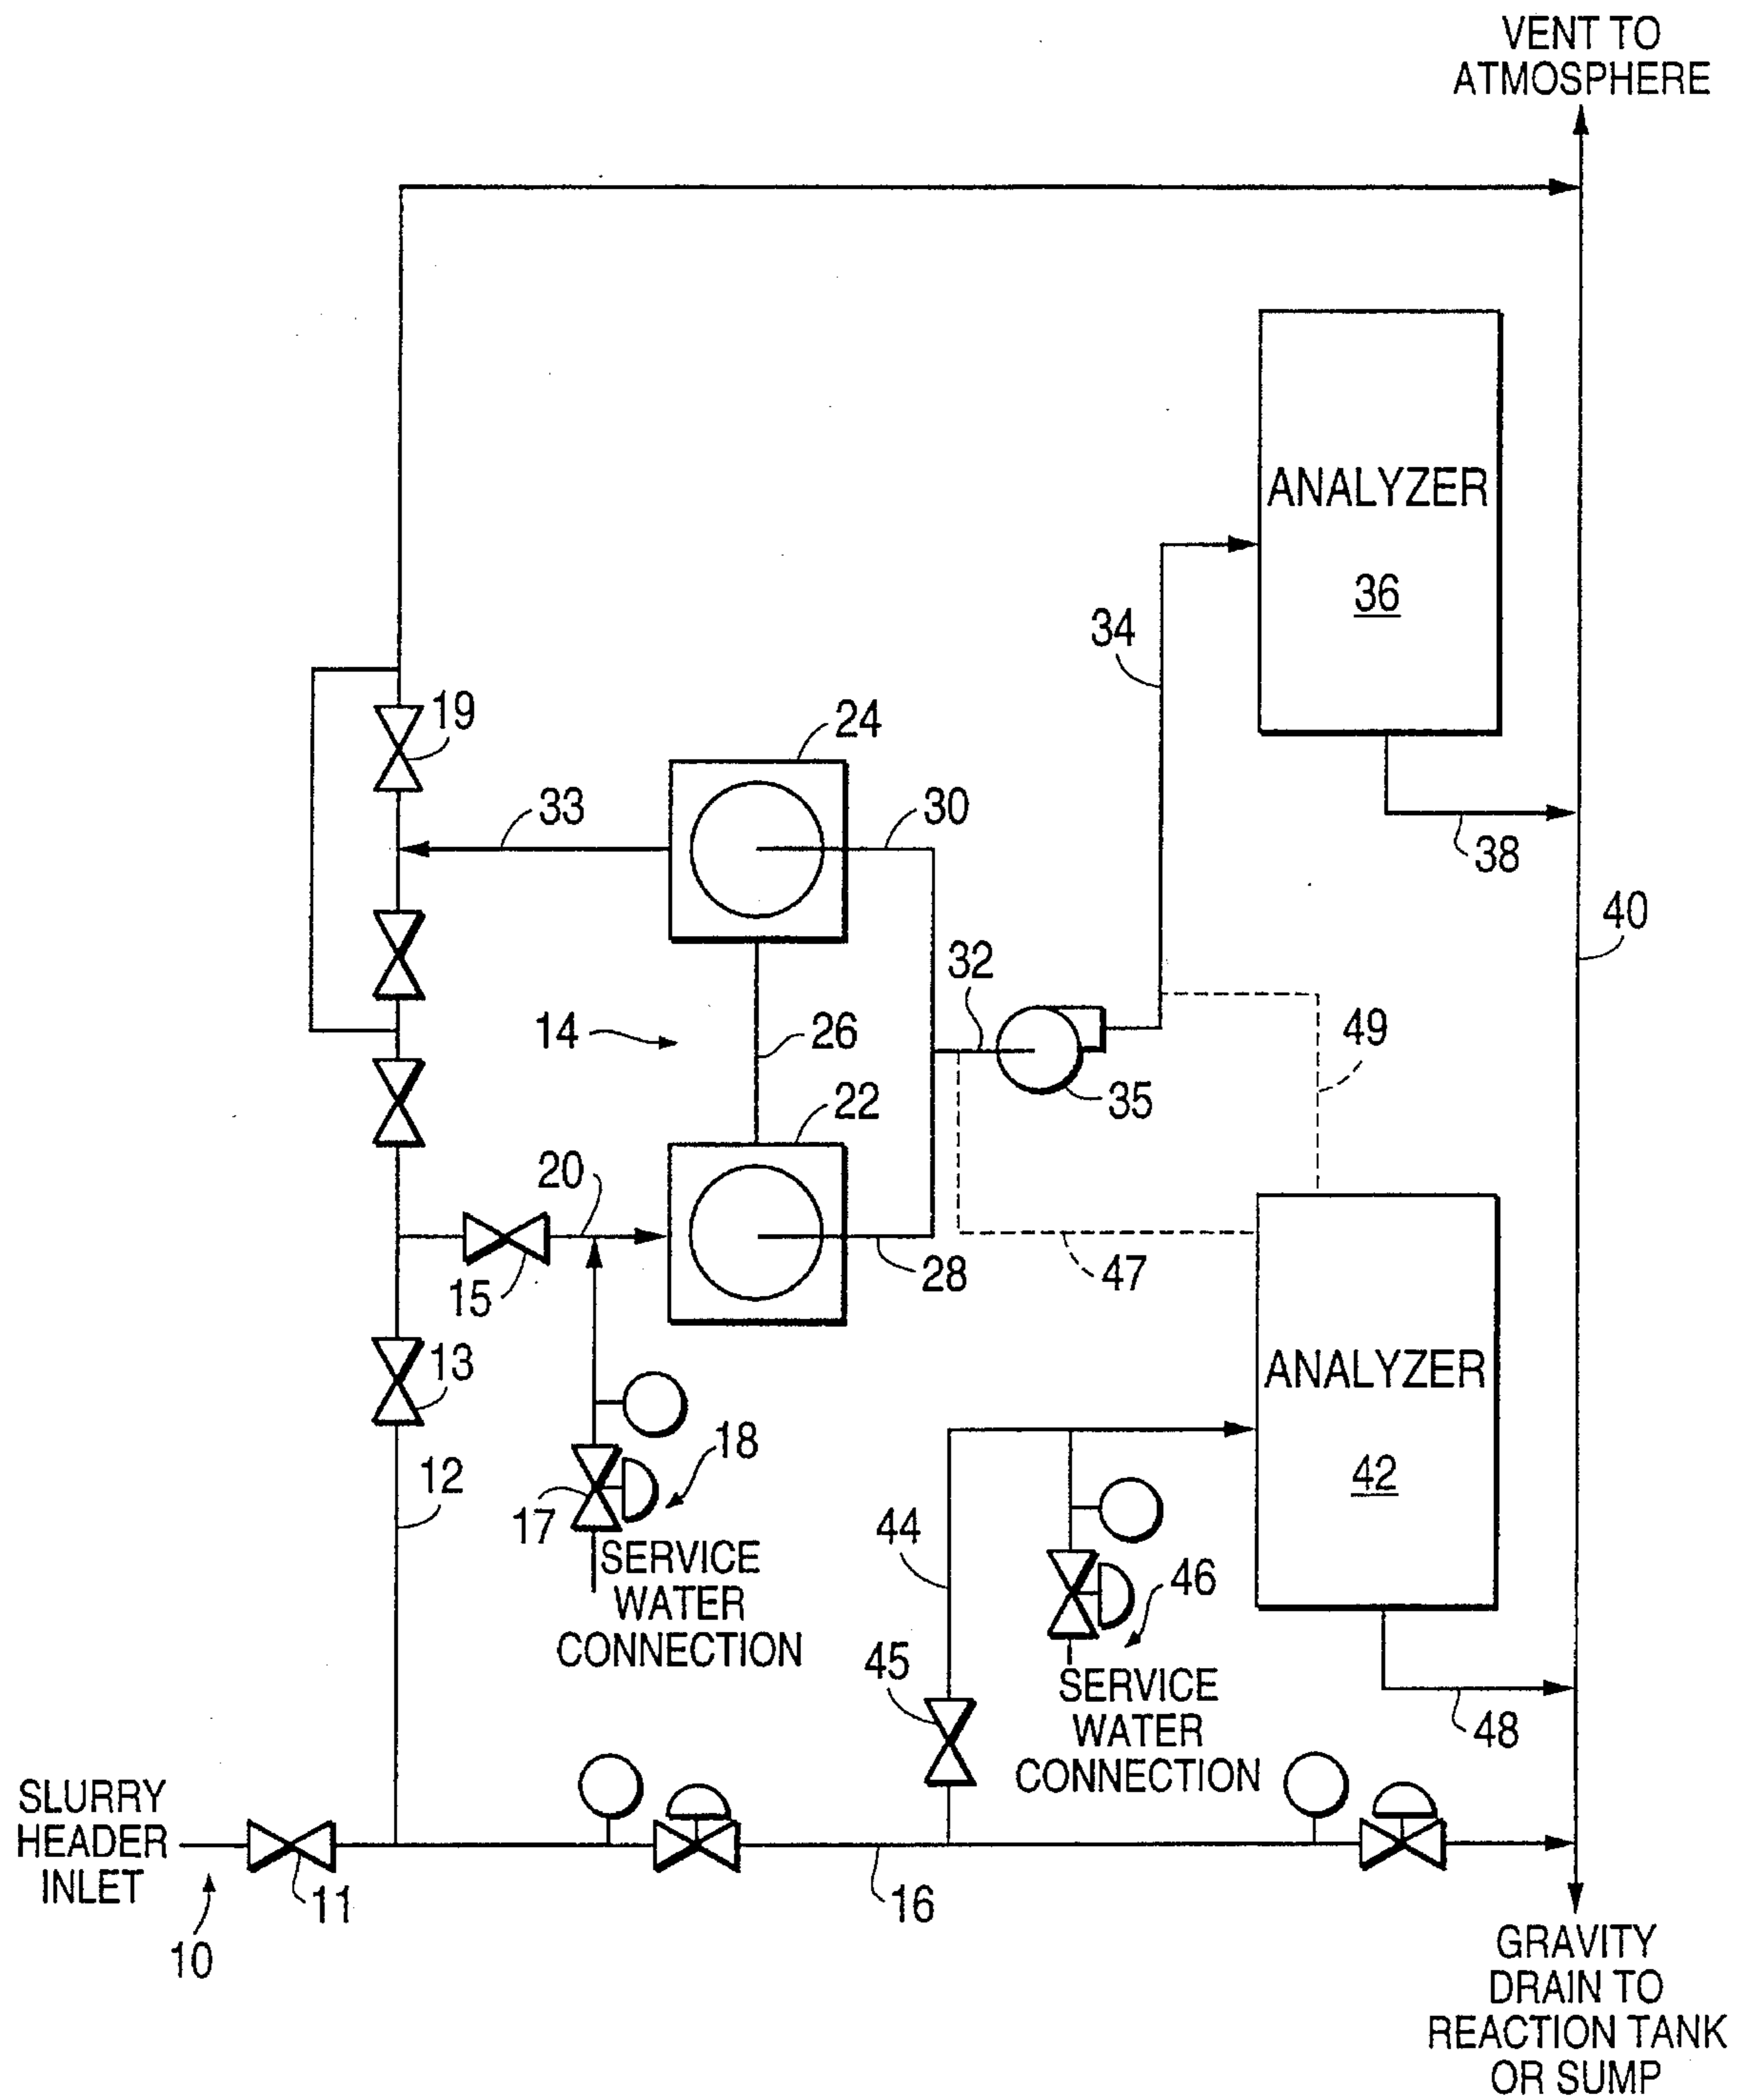 VENT TO
ATMOSPHERE
ANALYZER
36
34
19
24
33
30
38
40
32
14
26
49
35
22
20
28
47
15
13
ANALYZER
18
12
42
17
44
46
SERVICE
WATER
CONNECTION
45
SERVICE
WATER
CONNECTION
48
SLURRY
HEADER
INLET
11
16
10
GRAVITY
DRAIN TO
REACTION TANK
OR SUMP